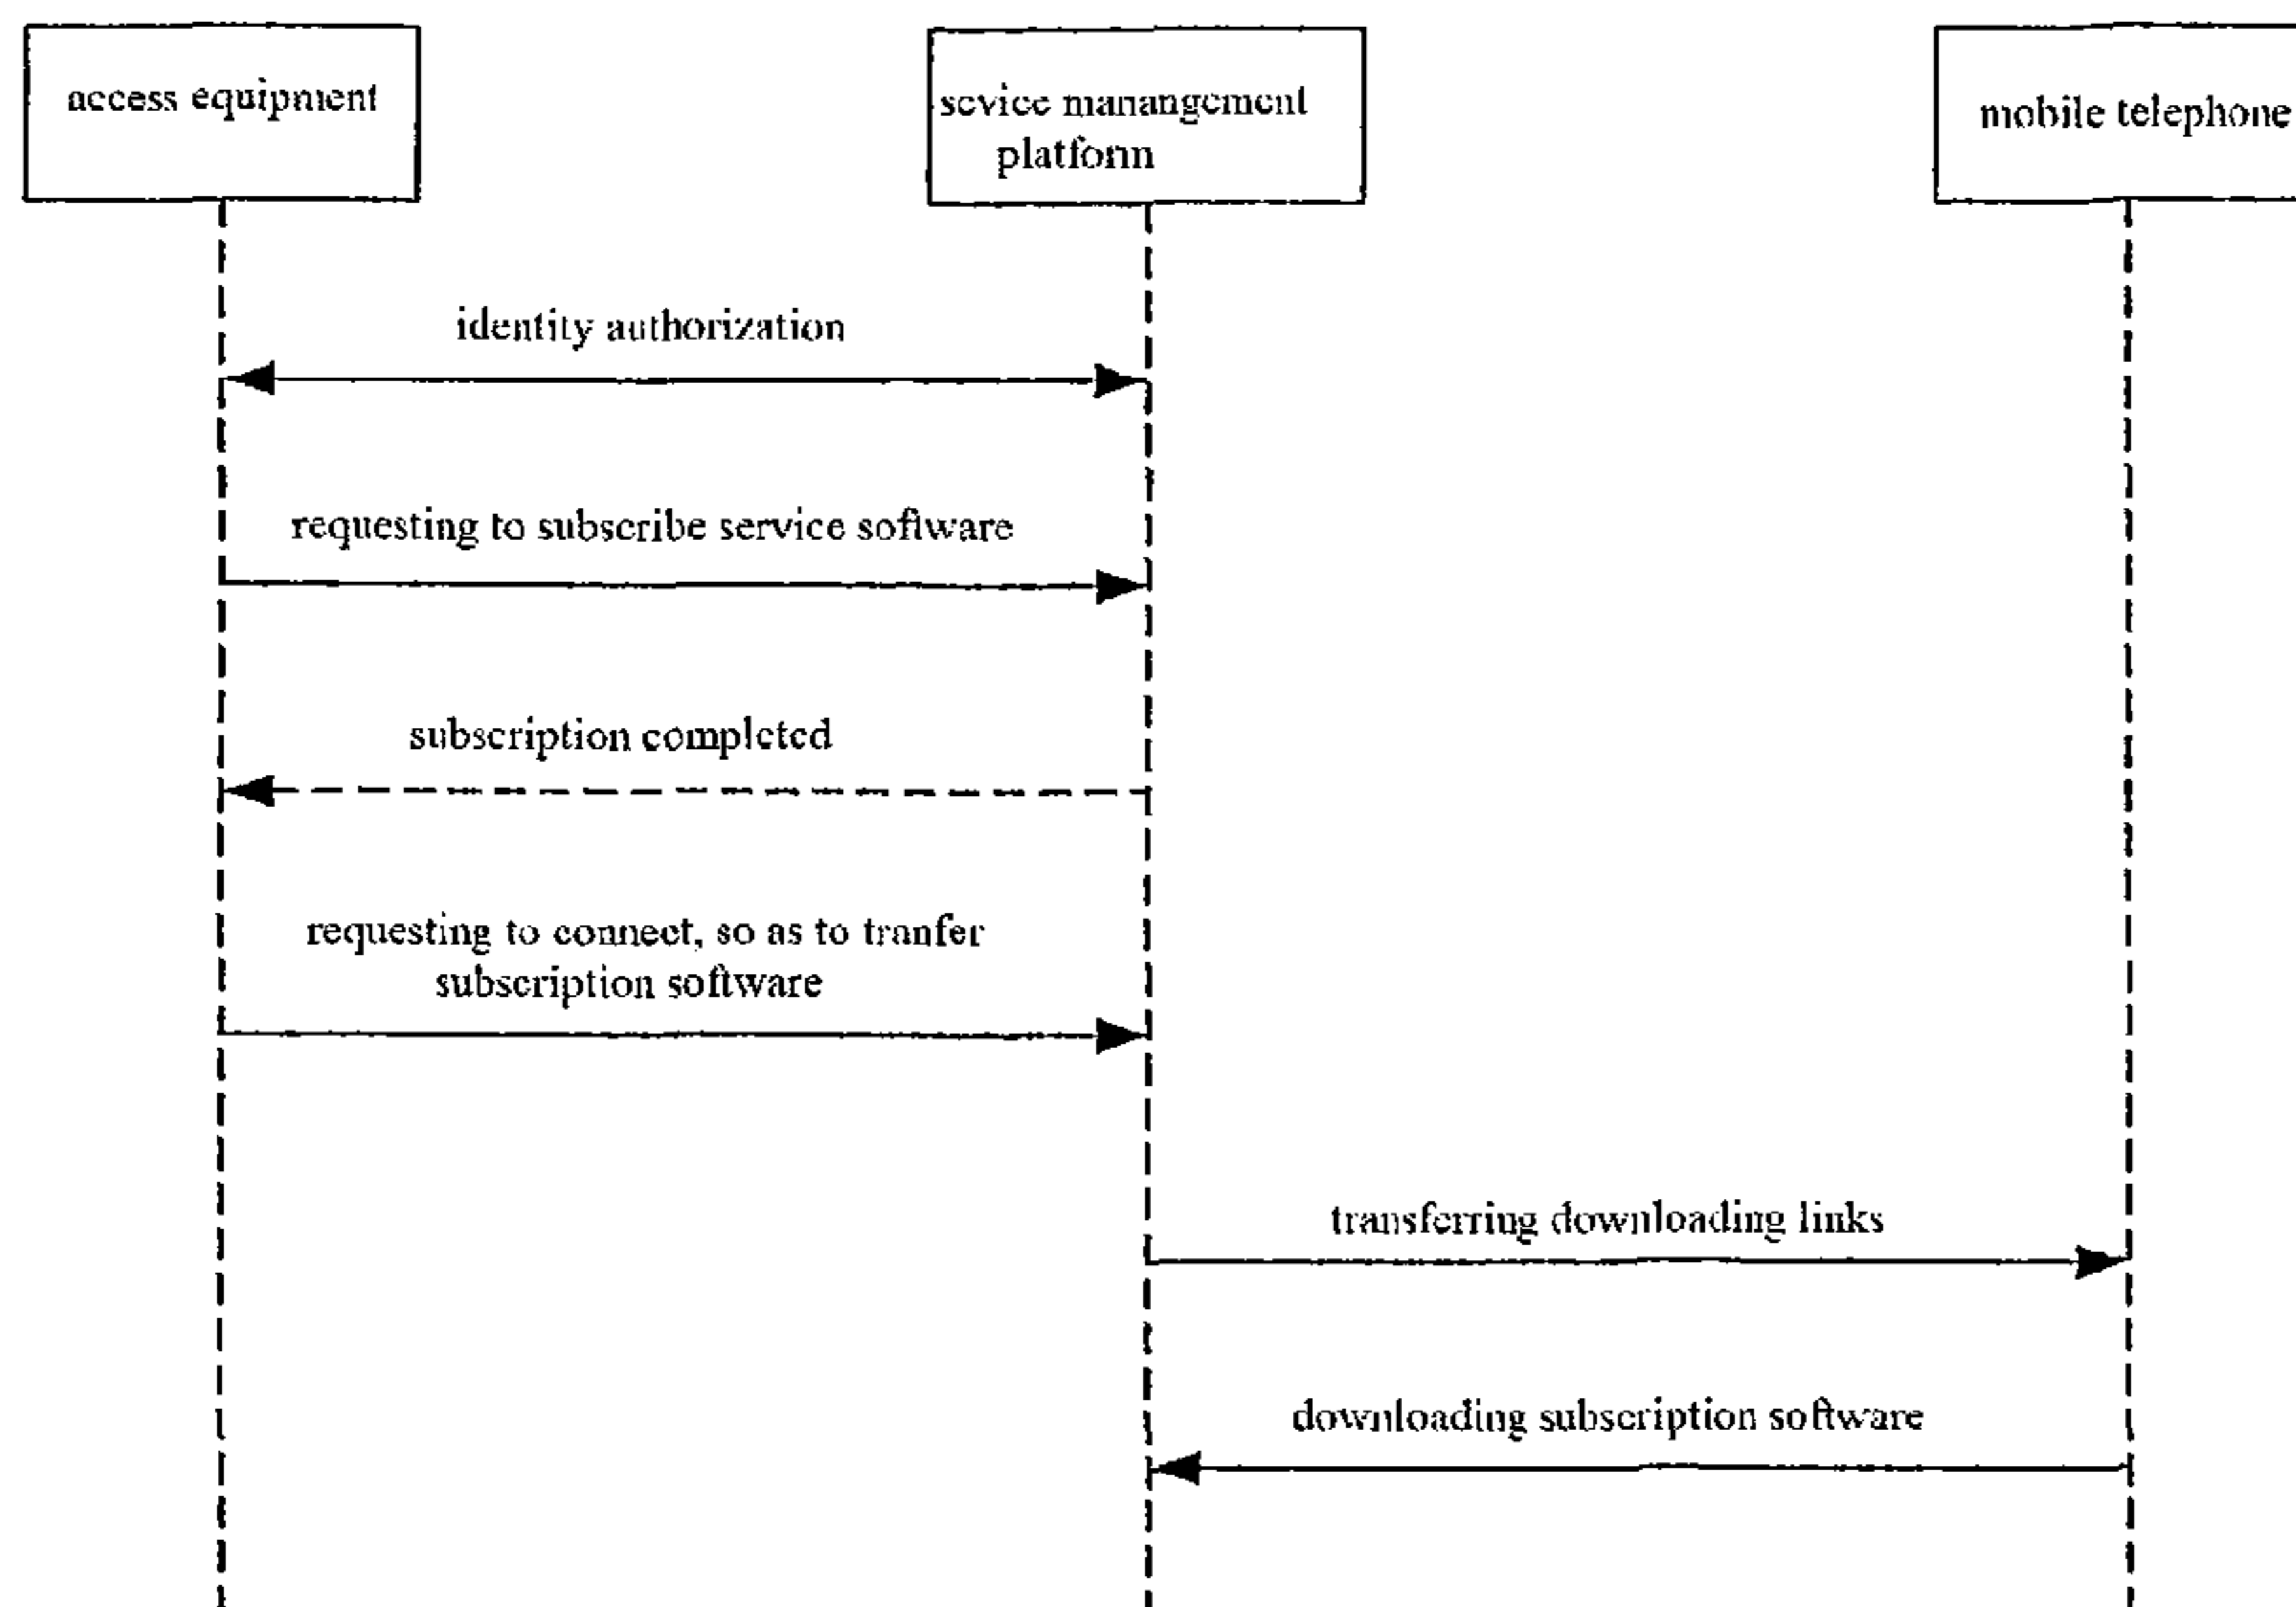 access equipment
sevice manangement
platform
mobile telephone
identity authorization
requesting to subscribe service software
subscription completed
requesting to connect, so as to tranfer
subscription software
transferring downloading links
downloading subscription software